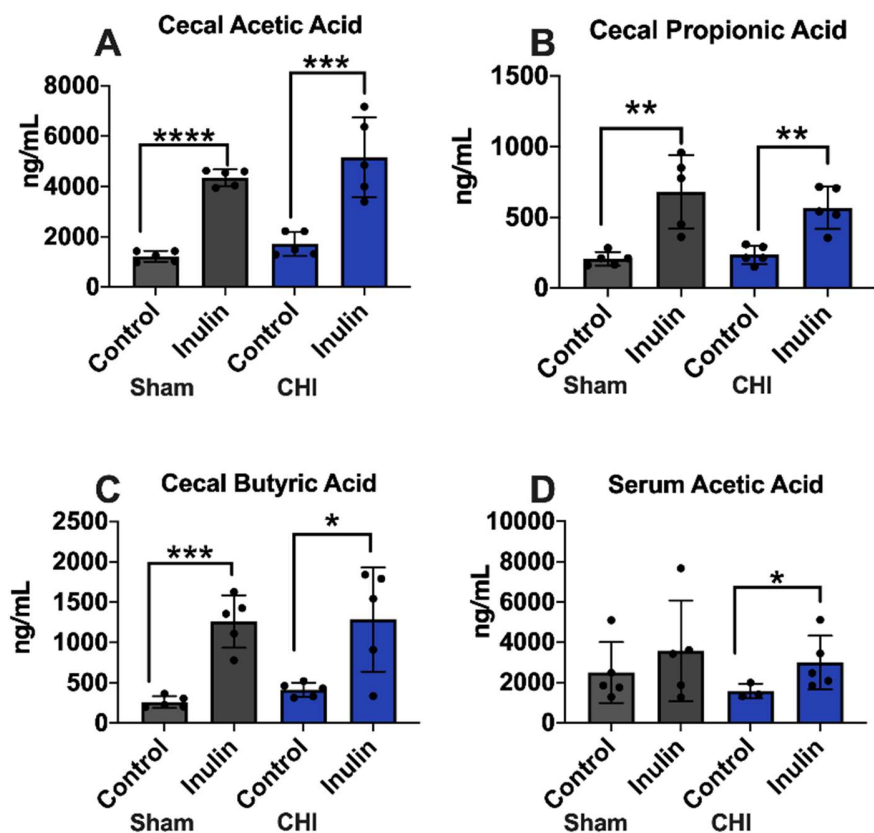 A Cecal Acetic Acid
ng/mL
8000
6000
4000
2000
0
****
***
Control Inulin Control Inulin
Sham CHI
B Cecal Propionic Acid
ng/mL
1500
1000
500
0
**
**
Control Inulin Control Inulin
Sham CHI
C Cecal Butyric Acid
ng/mL
2500
2000
1500
1000
500
0
***
*
Control Inulin Control Inulin
Sham CHI
D Serum Acetic Acid
ng/mL
10000
8000
6000
4000
2000
0
*
Control Inulin Control Inulin
Sham CHI